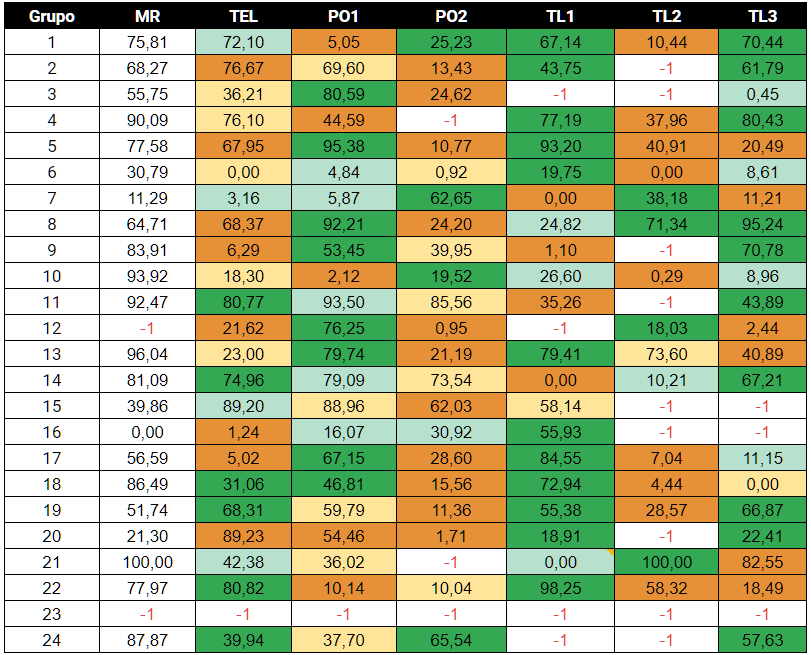 Grupo MR TEL PO1 PO2 TL1 TL2 TL3
1 75,81 72,10 5,05 25,23 67,14 10,44 70,44
2 68,27 76,67 69,60 13,43 43,75 -1 61,79
3 55,75 36,21 80,59 24,62 -1 -1 0,45
4 90,09 76,10 44,59 -1 77,19 37,96 80,43
5 77,58 67,95 95,38 10,77 93,20 40,91 20,49
6 30,79 0,00 4,84 0,92 19,75 0,00 8,61
7 11,29 3,16 5,87 62,65 0,00 38,18 11,21
8 64,71 68,37 92,21 24,20 24,82 71,34 95,24
9 83,91 6,29 53,45 39,95 1,10 -1 70,78
10 93,92 18,30 2,12 19,52 26,60 0,29 8,96
11 92,47 80,77 93,50 85,56 35,26 -1 43,89
12 -1 21,62 76,25 0,95 -1 18,03 2,44
13 96,04 23,00 79,74 21,19 79,41 73,60 40,89
14 81,09 74,96 79,09 73,54 0,00 10,21 67,21
15 39,86 89,20 88,96 62,03 58,14 -1 -1
16 0,00 1,24 16,07 30,92 55,93 -1 -1
17 56,59 5,02 67,15 28,60 84,55 7,04 11,15
18 86,49 31,06 46,81 15,56 72,94 4,44 0,00
19 51,74 68,31 59,79 11,36 55,38 28,57 66,87
20 21,30 89,23 54,46 1,71 18,91 -1 22,41
21 100,00 42,38 36,02 -1 0,00 100,00 82,55
22 77,97 80,82 10,14 10,04 98,25 58,32 18,49
23 -1 -1 -1 -1 -1 -1 -1
24 87,87 39,94 37,70 65,54 -1 -1 57,63